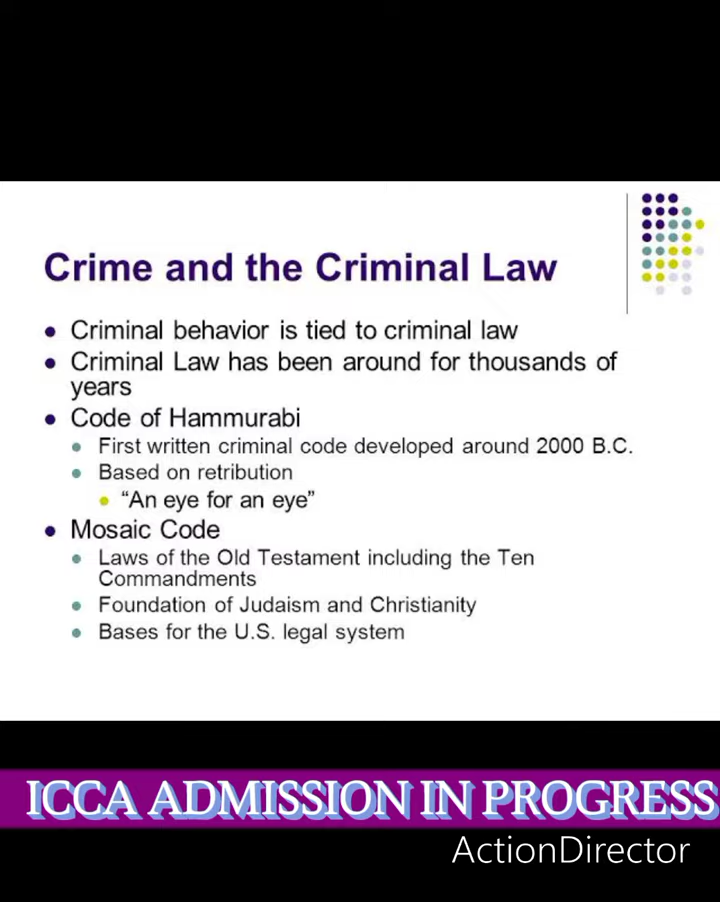 Crime and the Criminal Law
Criminal behavior is tied to criminal law
Criminal Law has been around for thousands of
years
Code of Hammurabi
First written criminal code developed around 2000 B.C.
Based on retribution
“An eye for an eye”
Mosaic Code
Laws of the Old Testament including the Ten
Commandments
Foundation of Judaism and Christianity
Bases for the U.S. legal system
ICCA ADMISSION IN PROGRESS
ActionDirector